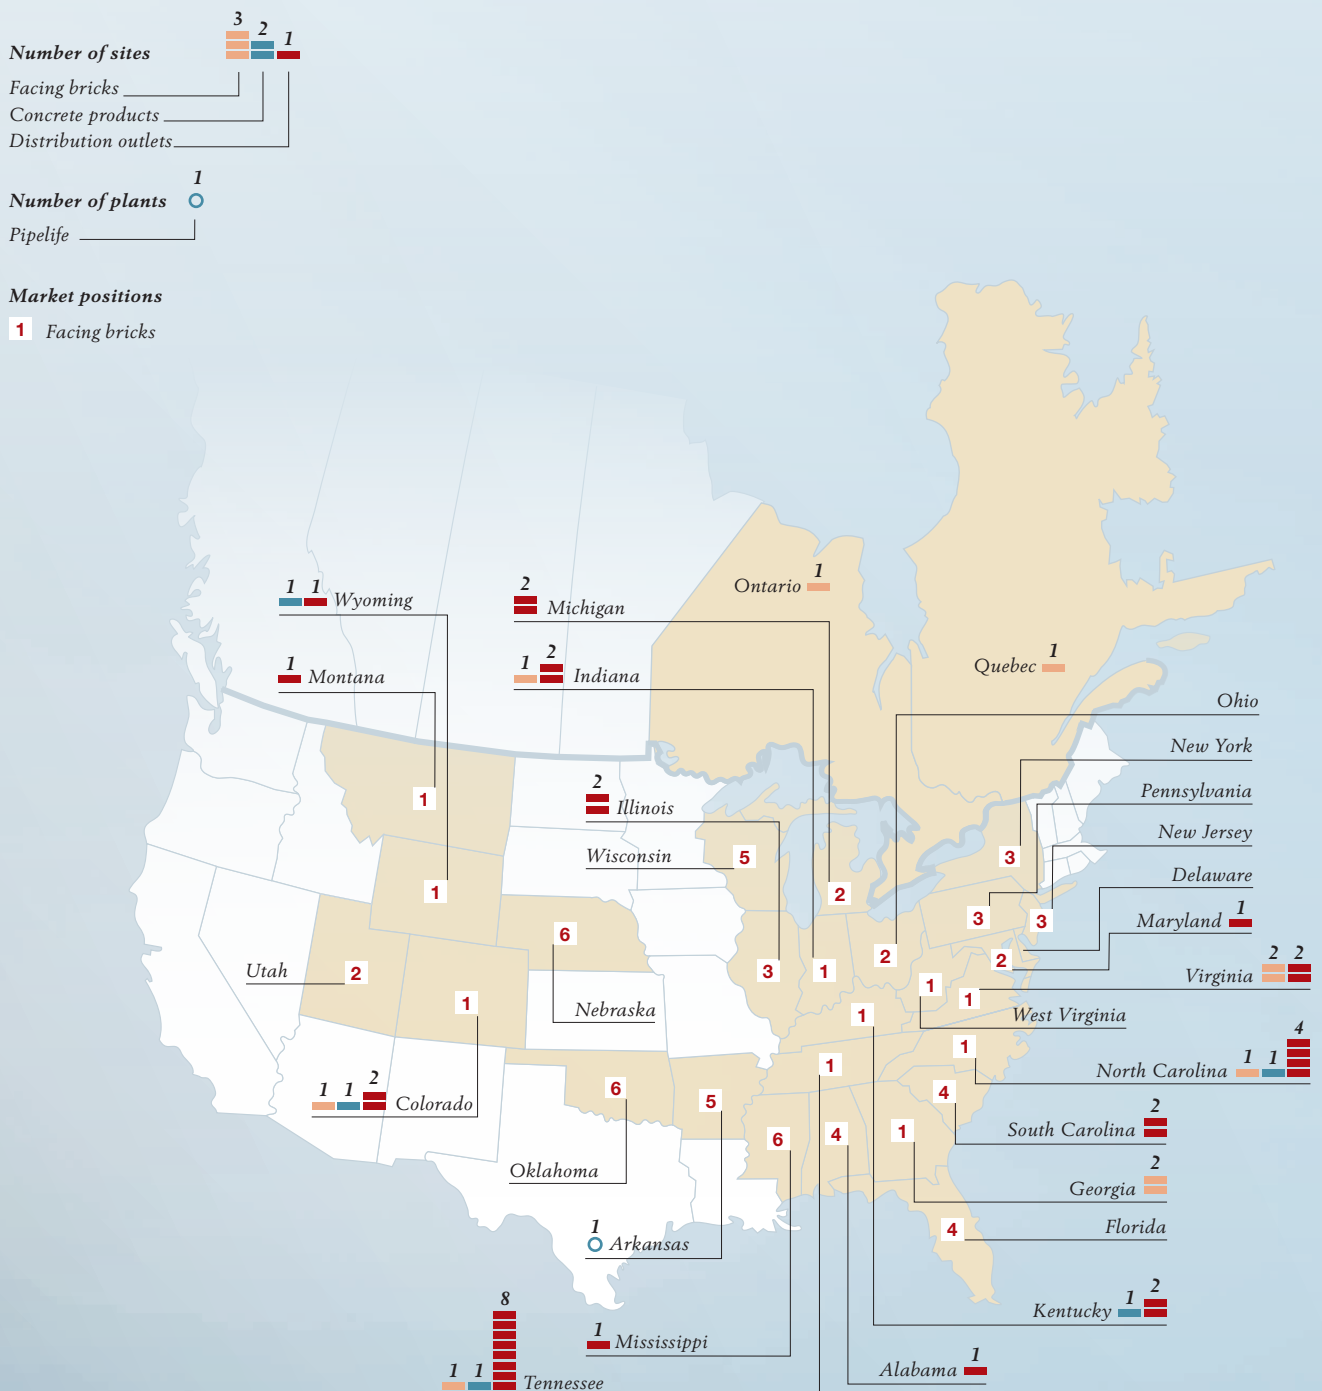 3 2 1
Number of sites
Facing bricks
Concrete products
Distribution outlets
1
Number of plants
Pipelife
Market positions
1 Facing bricks
1 1 Wyoming
2
Michigan
Ontario 1
1 Montana
1 2 Indiana
Quebec 1
Ohio
New York
Pennsylvania
New Jersey
Delaware
Maryland 1
Virginia 2 2
West Virginia
North Carolina 1 1 4
South Carolina 2
Georgia 2
Florida
Kentucky 1 2
Alabama 1
2
Illinois
Wisconsin
Utah
Nebraska
1 1 2 Colorado
Oklahoma
1
Arkansas
1
Mississippi
8
1 1 Tennessee
1
1
5
2
3
3
3
6
2
3
1
2
2
1
1
1
1
1
1
1
6
5
4
6
4
1
4